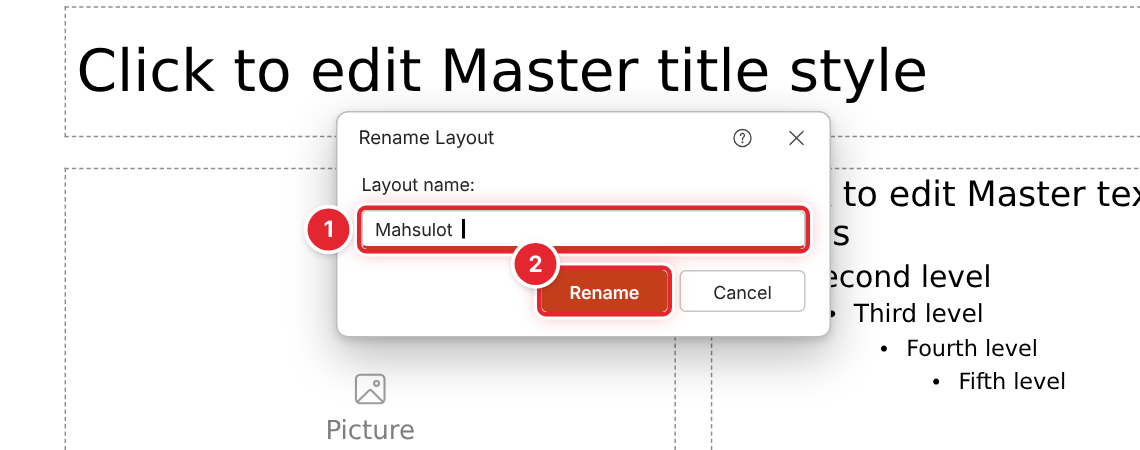 Click to edit Master title style
Rename Layout
Layout name:
1
Mahsulot
2
Rename
Cancel
to edit Master tex
s
econd level
• Third level
• Fourth level
• Fifth level
Picture